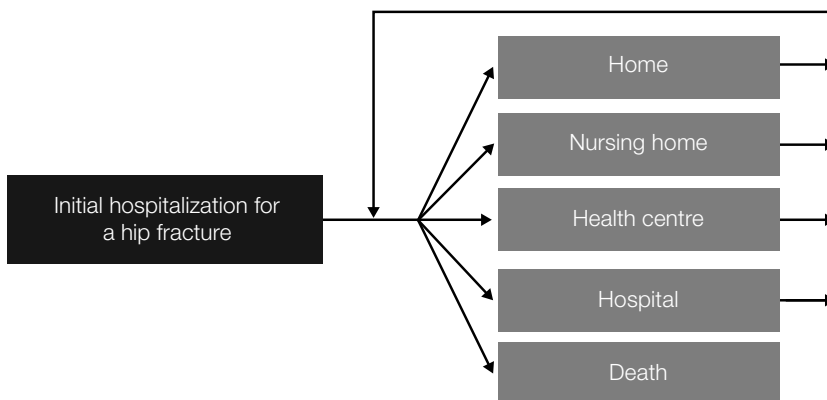 Home
Nursing home
Initial hospitalization for
a hip fracture
Health centre
Hospital
Death